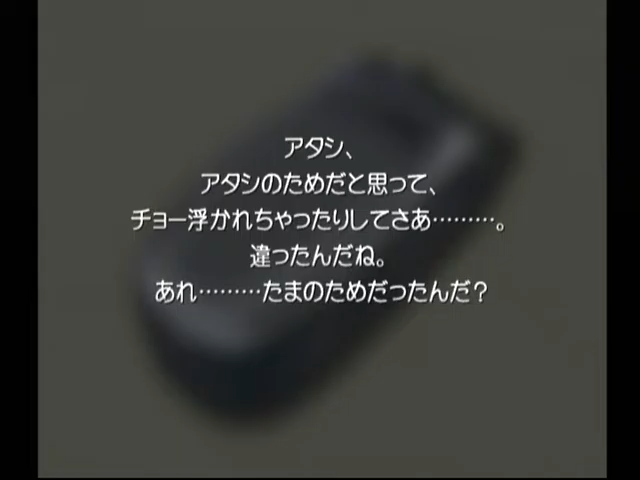 アタシ、
アタシのためだと思って、
チョー浮かれちゃったりしてさあ………。
違ったんだね。
あれ………たまのためだったんだ？